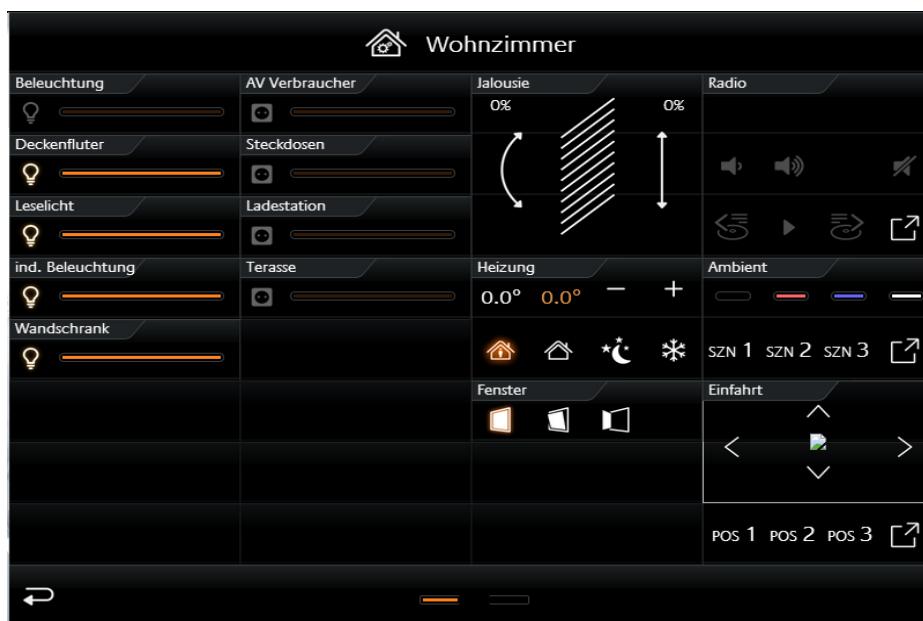 Wohnzimmer
Beleuchtung
AV Verbraucher
Jalousie
Radio
0%
0%
Deckenfluter
Steckdosen
Leselicht
Ladestation
ind. Beleuchtung
Terasse
Heizung
Ambient
0.0° 0.0° − +
Wandschrank
SZN 1 SZN 2 SZN 3
Fenster
Einfahrt
POS 1 POS 2 POS 3